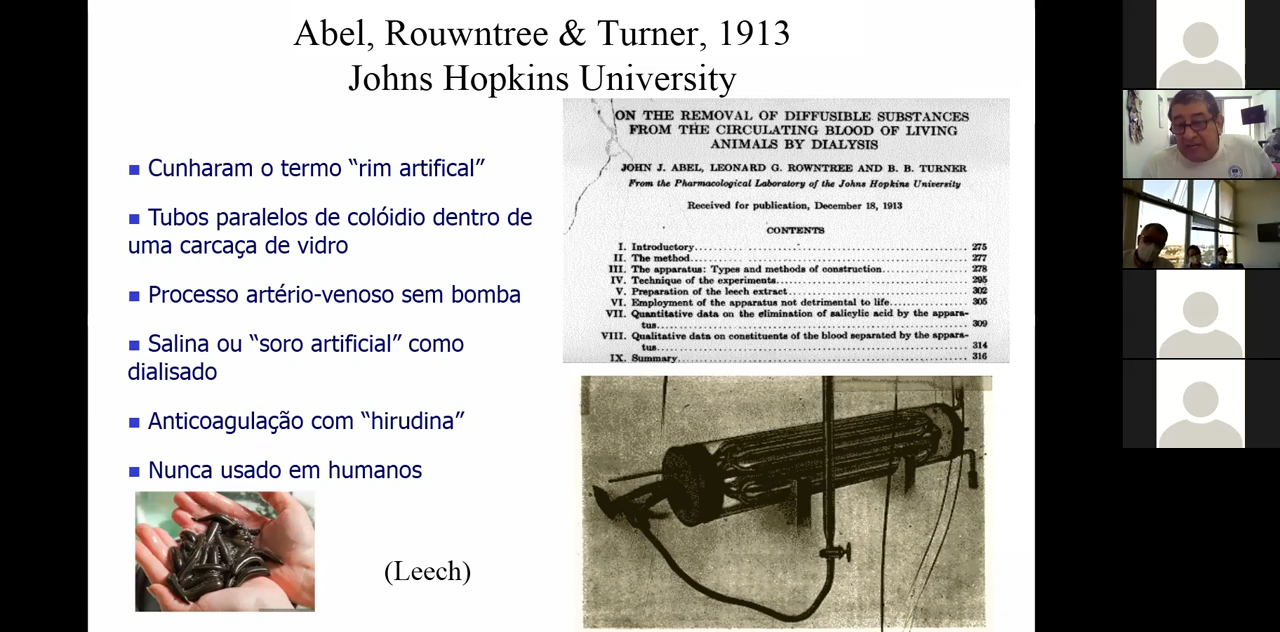 Abel, Rouwntree & Turner, 1913
Johns Hopkins University
■ Cunharam o termo “rim artifical”
■ Tubos paralelos de colóidio dentro de
uma carcaça de vidro
■ Processo artério-venoso sem bomba
■ Salina ou “soro artificial” como
dialisado
■ Anticoagulação com “hirudina”
■ Nunca usado em humanos
(Leech)
ON THE REMOVAL OF DIFFUSIBLE SUBSTANCES
FROM THE CIRCULATING BLOOD OF LIVING
ANIMALS BY DIALYSIS
JOHN J. ABEL, LEONARD G. ROWNTREE AND B. B. TURNER
From the Pharmacological Laboratory of the Johns Hopkins University
Received for publication, December 18, 1913
CONTENTS
I. Introductory 275
II. The method 277
III. The apparatus: Types and methods of construction 278
IV. Technique of the experiments 295
V. Preparation of the leech extract 302
VI. Employment of the apparatus not detrimental to life 305
VII. Quantitative data on the elimination of salicylic acid by the appara-
tus 309
VIII. Qualitative data on constituents of the blood separated by the appara-
tus 314
IX. Summary 316